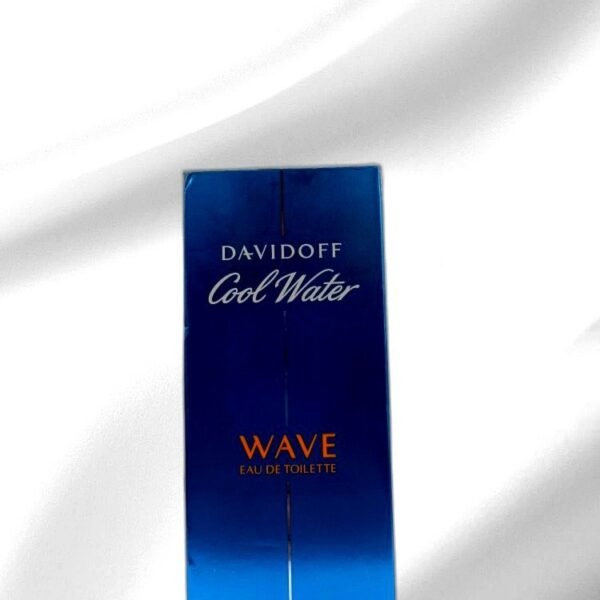 DAVIDOFF
Cool Water
WAVE
EAU DE TOILETTE